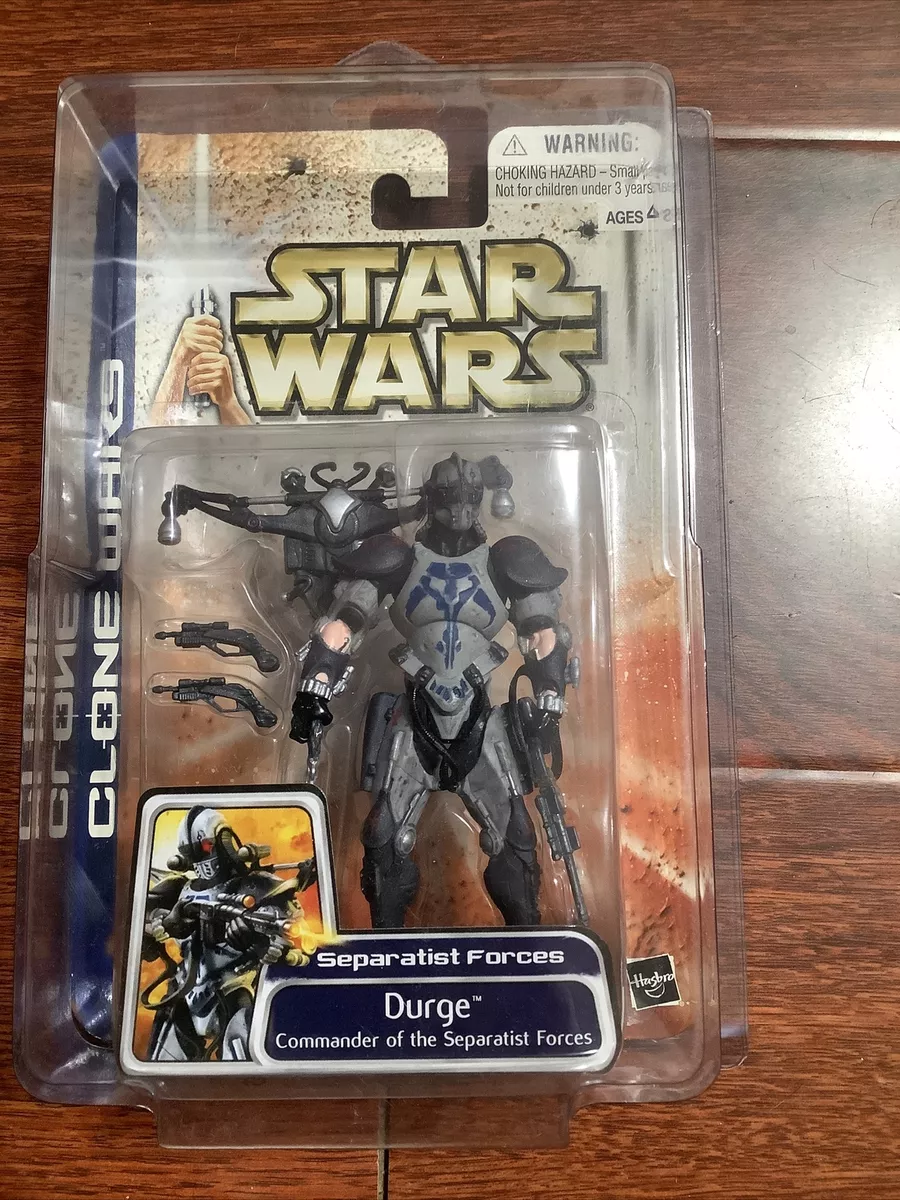 WARNING:
CHOKING HAZARD – Small
Not for children under 3 years.
AGES 4
STAR
WARS
CLONE WARS
Separatist Forces
Durge™
Commander of the Separatist Forces
Hasbro